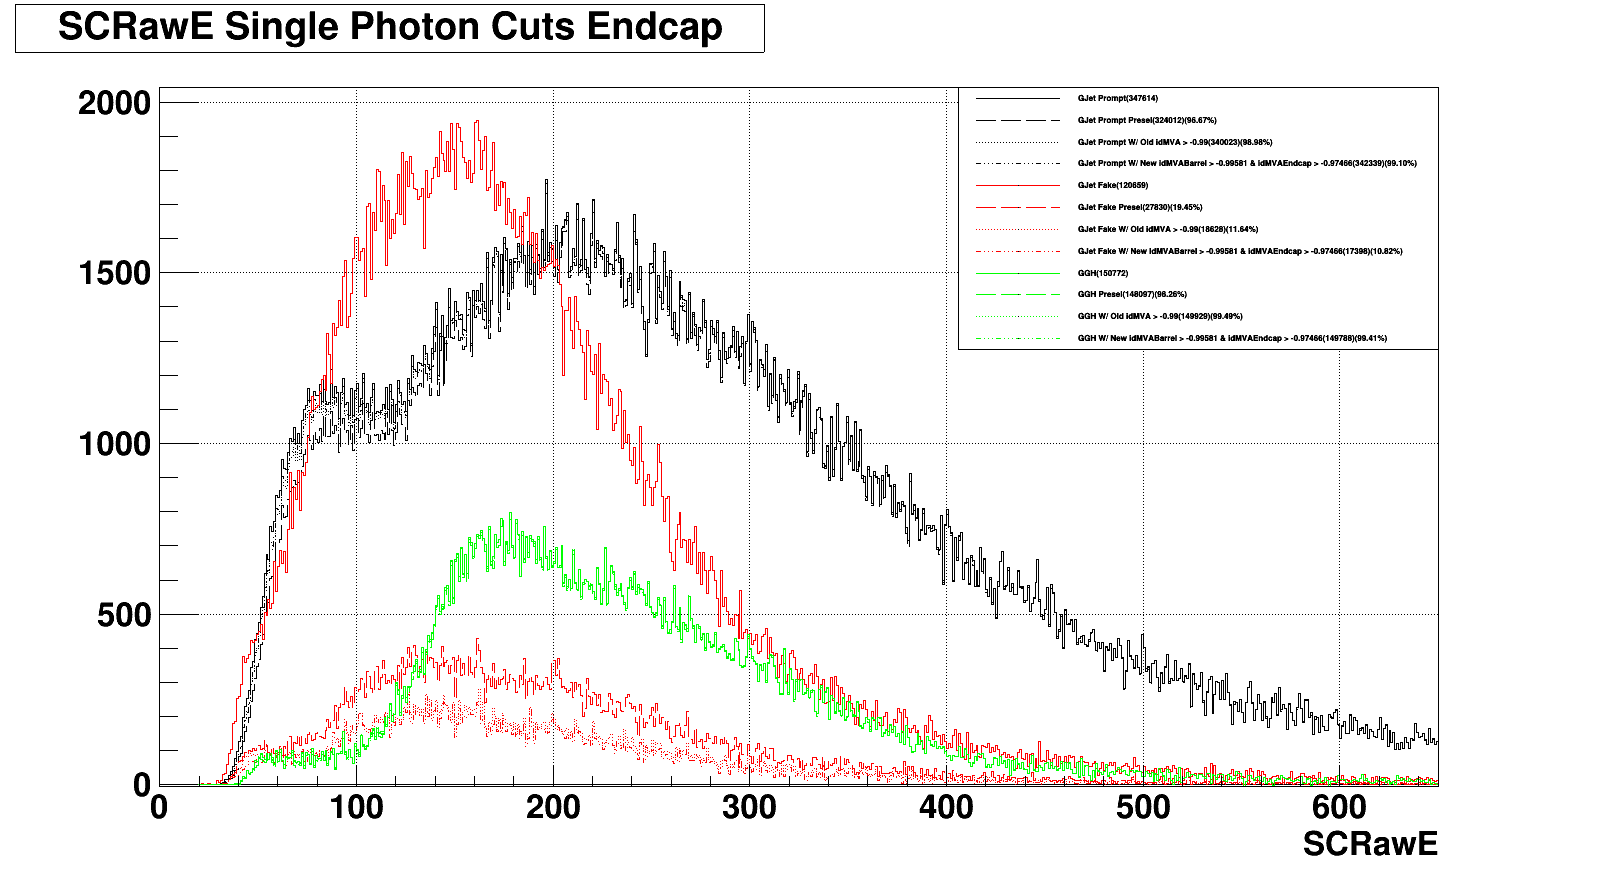 SCRawE Single Photon Cuts Endcap
2000
1500
1000
500
0
0 100 200 300 400 500 600
SCRawE
GJet Prompt(347614)
GJet Prompt Presel(324012)(96.67%)
GJet Prompt W/ Old idMVA > -0.99(340023)(98.98%)
GJet Prompt W/ New idMVABarrel > -0.99581 & idMVAEndcap > -0.97466(342339)(99.10%)
GJet Fake(120659)
GJet Fake Presel(27830)(19.45%)
GJet Fake W/ Old idMVA > -0.99(18628)(11.64%)
GJet Fake W/ New idMVABarrel > -0.99581 & idMVAEndcap > -0.97466(17398)(10.82%)
GGH(150772)
GGH Presel(148097)(98.26%)
GGH W/ Old idMVA > -0.99(149929)(99.49%)
GGH W/ New idMVABarrel > -0.99581 & idMVAEndcap > -0.97466(149788)(99.41%)